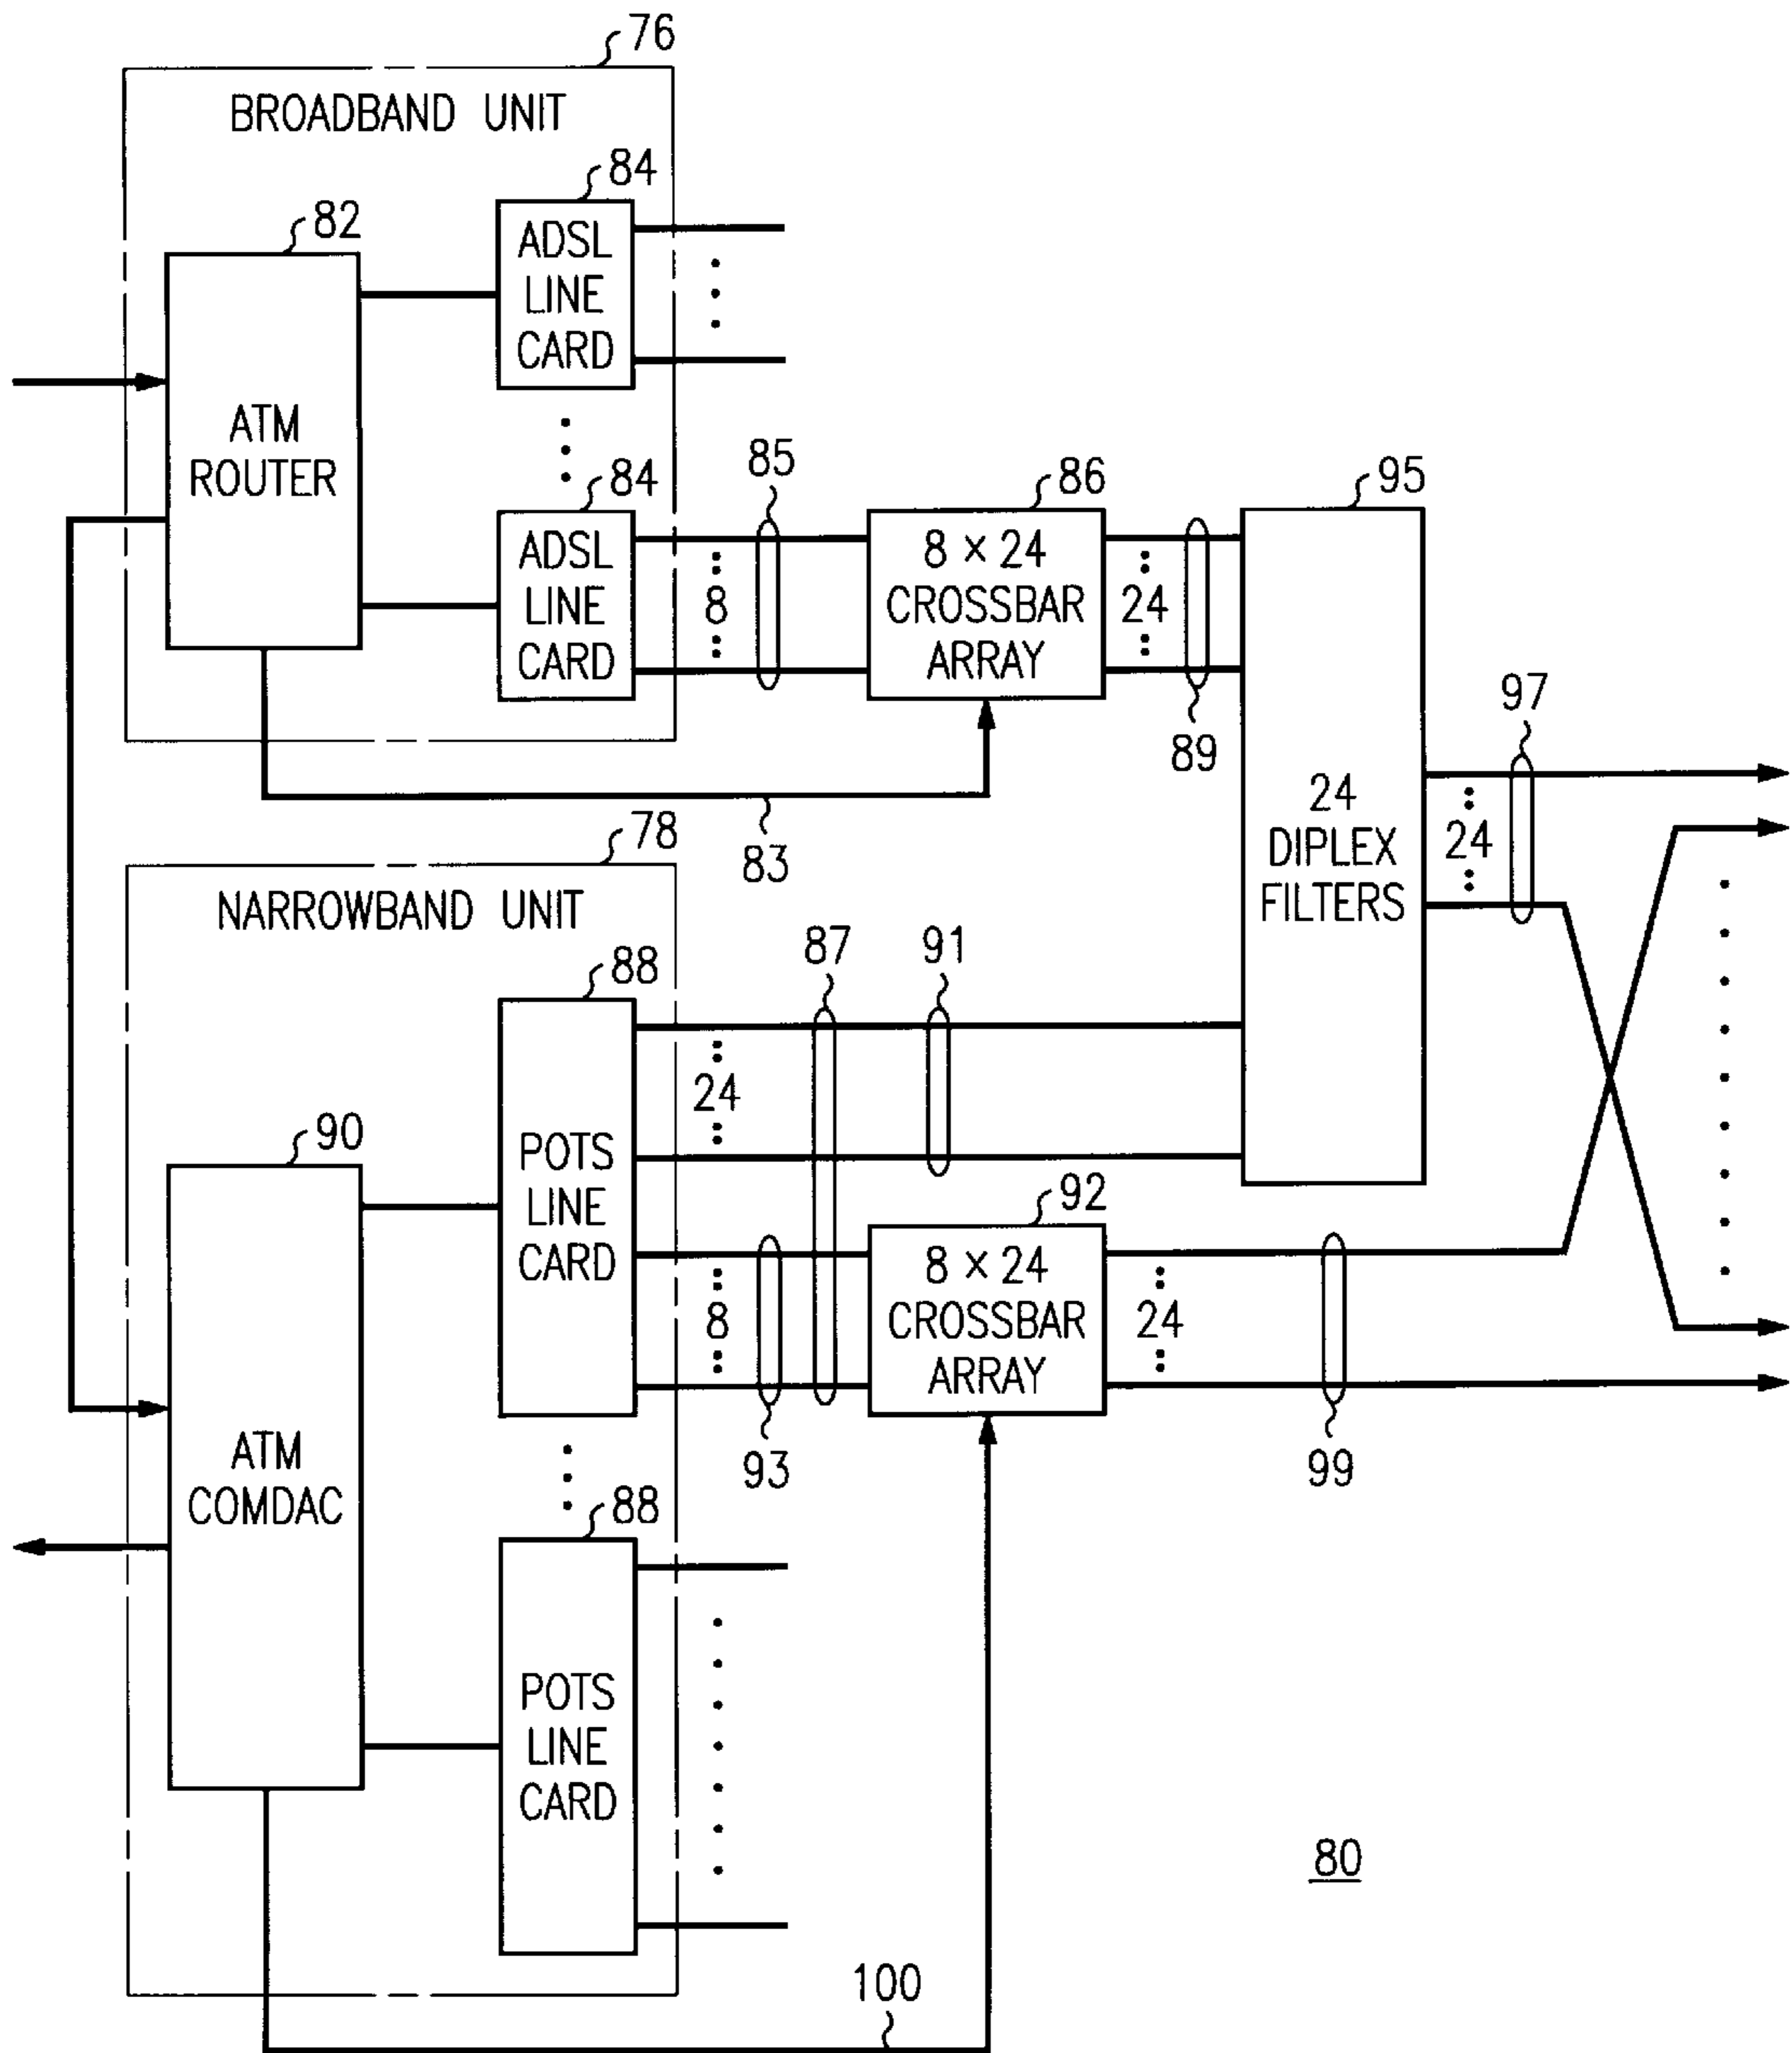 76
BROADBAND UNIT
84
82
ADSL
LINE
CARD
ATM
ROUTER
84
ADSL
LINE
CARD
85
8
86
8 × 24
CROSSBAR
ARRAY
24
89
95
24
DIPLEX
FILTERS
97
24
83
78
NARROWBAND UNIT
88
87
91
24
90
POTS
LINE
CARD
92
8
8 × 24
CROSSBAR
ARRAY
24
93
99
ATM
COMDAC
88
POTS
LINE
CARD
80
100